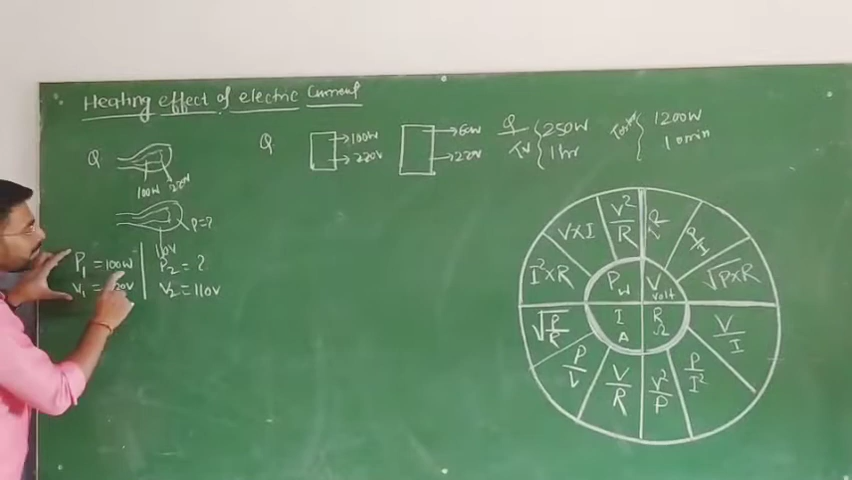 Heating effect of electric Current
Q
100W 220V
P=?
110V
P1 = 100W
V1 = 220V
P2 = ?
V2 = 110V
Q
100W
220V
60W
220V
Q
TV
250W
1hr
1200W
10min
V²/R
V×I
I²×R
P/I
√P×R
√P/R
P/V
V/R
V²/P
P/I²
V/I
P W
V volt
I A
R Ω